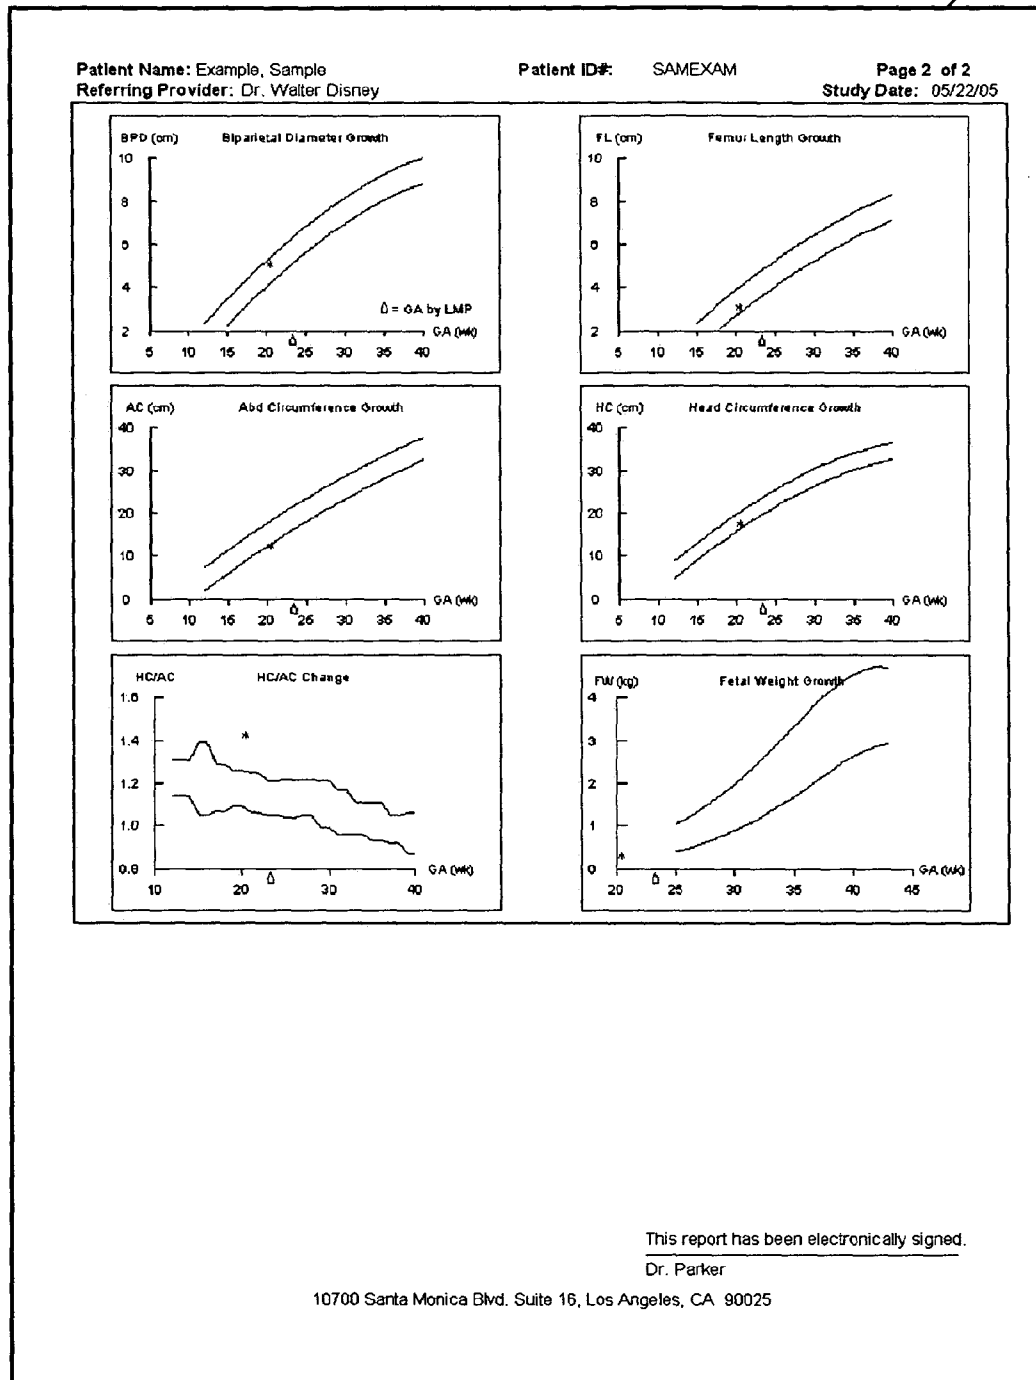 Patient Name: Example, Sample Patient ID#: SAMEXAM Page 2 of 2
Referring Provider: Dr. Walter Disney Study Date: 05/22/05
BPD (cm) Biparietal Diameter Growth
10
8
6
4
2
△ = GA by LMP
GA (wk)
5 10 15 20 25 30 35 40
FL (cm) Femur Length Growth
10
8
6
4
2
GA (wk)
5 10 15 20 25 30 35 40
AC (cm) Abd Circumference Growth
40
30
20
10
0
GA (wk)
5 10 15 20 25 30 35 40
HC (cm) Head Circumference Growth
40
30
20
10
0
GA (wk)
5 10 15 20 25 30 35 40
HC/AC HC/AC Change
1.6
1.4
1.2
1.0
0.8
GA (wk)
10 20 30 40
FW (kg) Fetal Weight Growth
4
3
2
1
0
GA (wk)
20 25 30 35 40 45
This report has been electronically signed.
Dr. Parker
10700 Santa Monica Blvd. Suite 16, Los Angeles, CA 90025